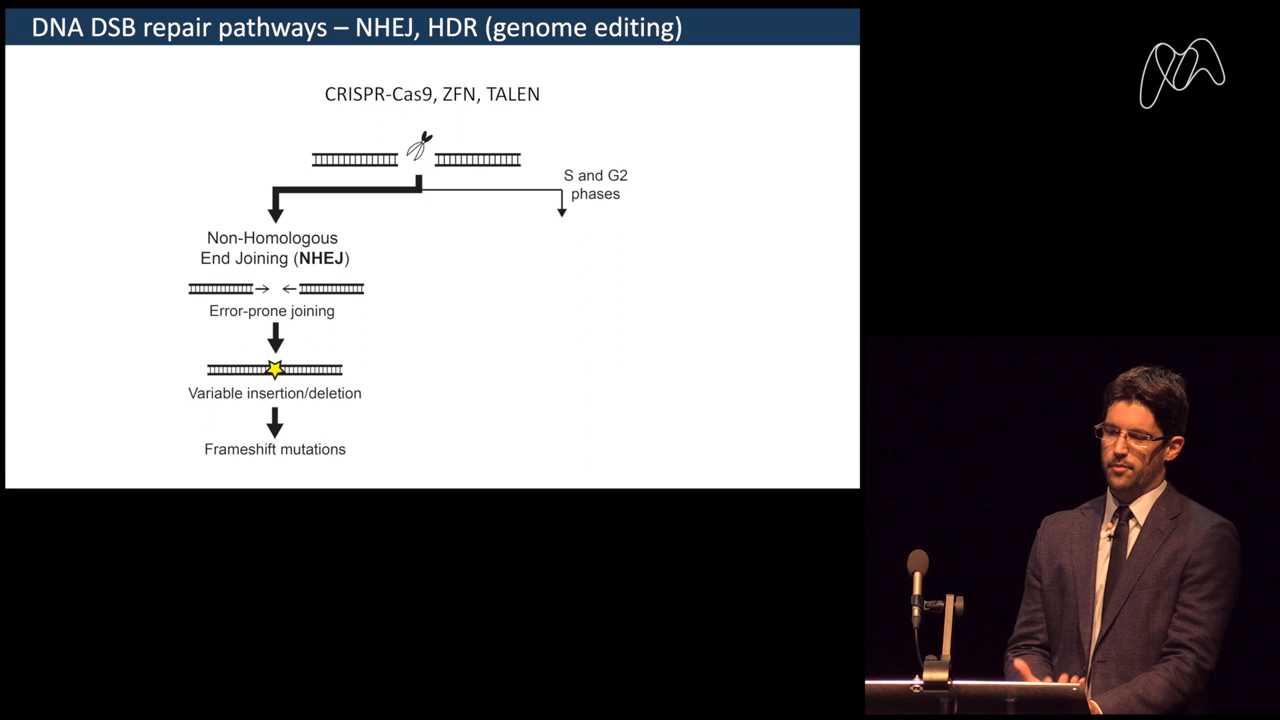 DNA DSB repair pathways – NHEJ, HDR (genome editing)
CRISPR-Cas9, ZFN, TALEN
S and G2
phases
Non-Homologous
End Joining (NHEJ)
Error-prone joining
Variable insertion/deletion
Frameshift mutations